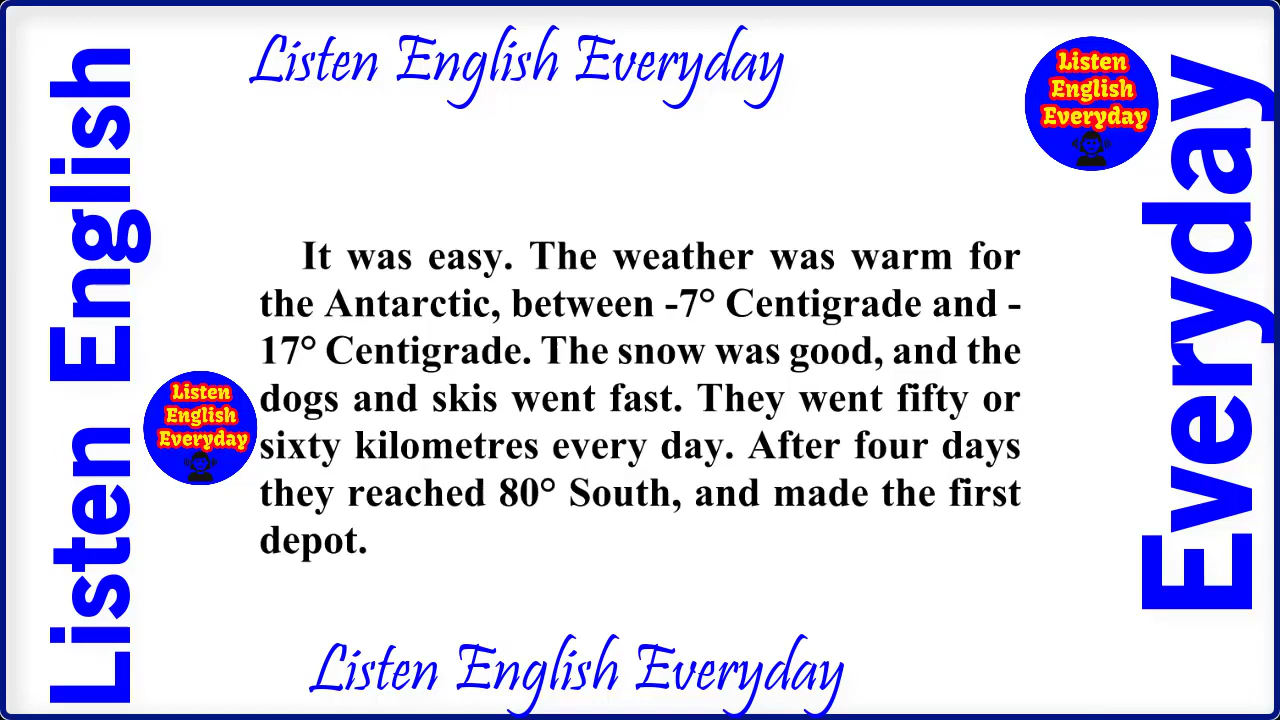 Listen English Everyday
Listen
English
Everyday
Listen English
Everyday
It was easy. The weather was warm for
the Antarctic, between -7° Centigrade and -
17° Centigrade. The snow was good, and the
dogs and skis went fast. They went fifty or
sixty kilometres every day. After four days
they reached 80° South, and made the first
depot.
Listen
English
Everyday
Listen English Everyday